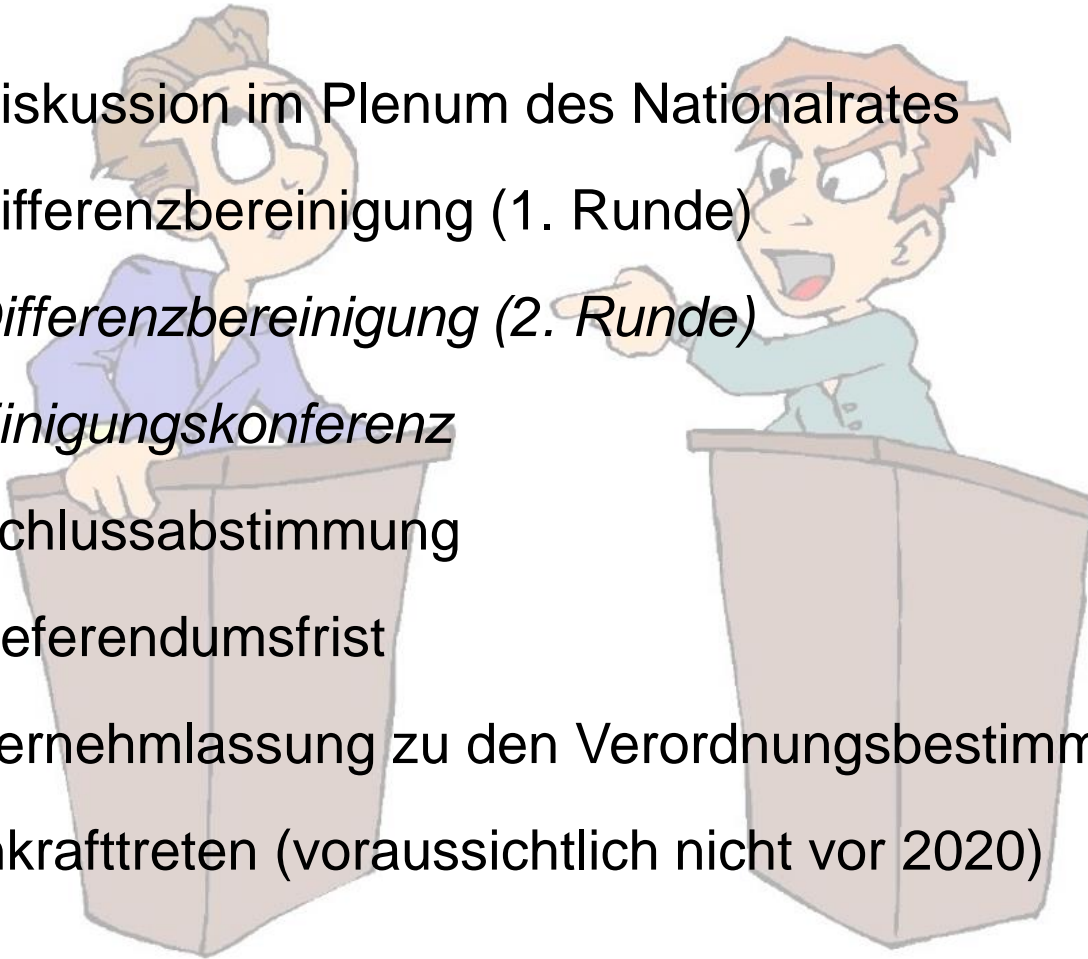 iskussion im Plenum des Nationalrates
ifferenzbereinigung (1. Runde)
ifferenzbereinigung (2. Runde)
inigungskonferenz
chlussabstimmung
eferendumsfrist
ernehmlassung zu den Verordnungsbestimm
nkrafttreten (voraussichtlich nicht vor 2020)